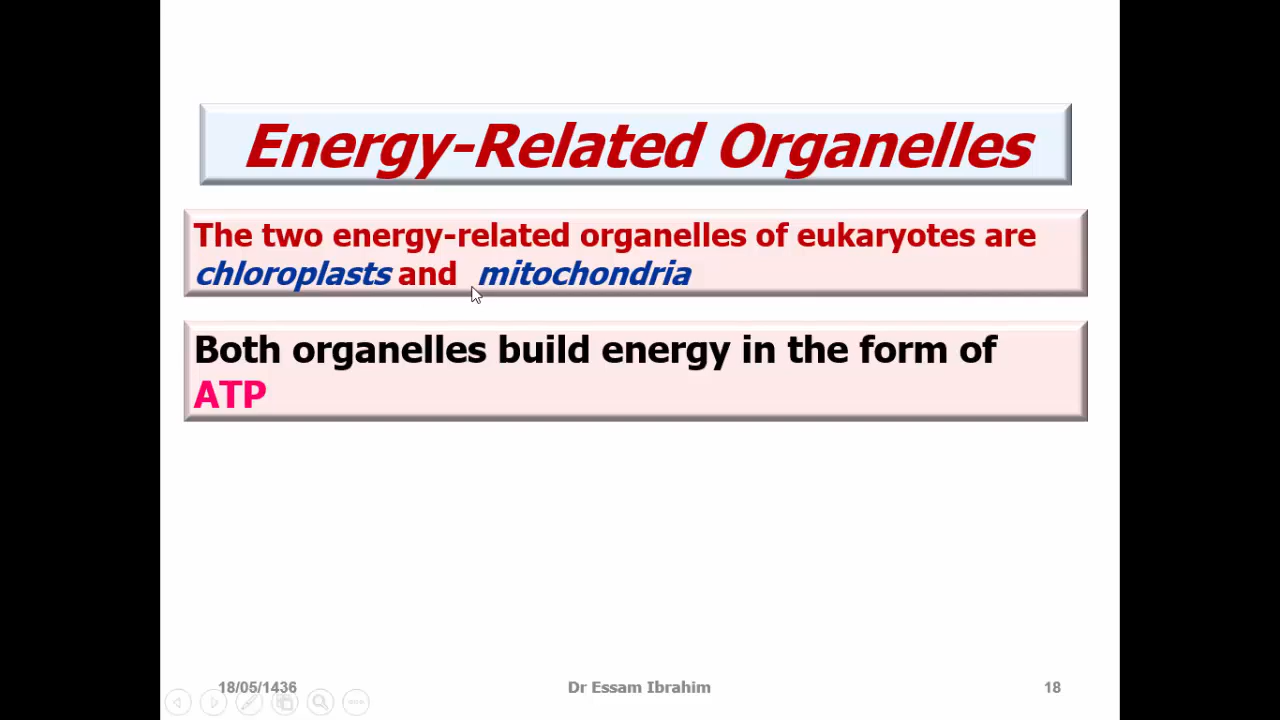 Energy-Related Organelles
The two energy-related organelles of eukaryotes are
chloroplasts and mitochondria
Both organelles build energy in the form of
ATP
18/05/1436
Dr Essam Ibrahim
18